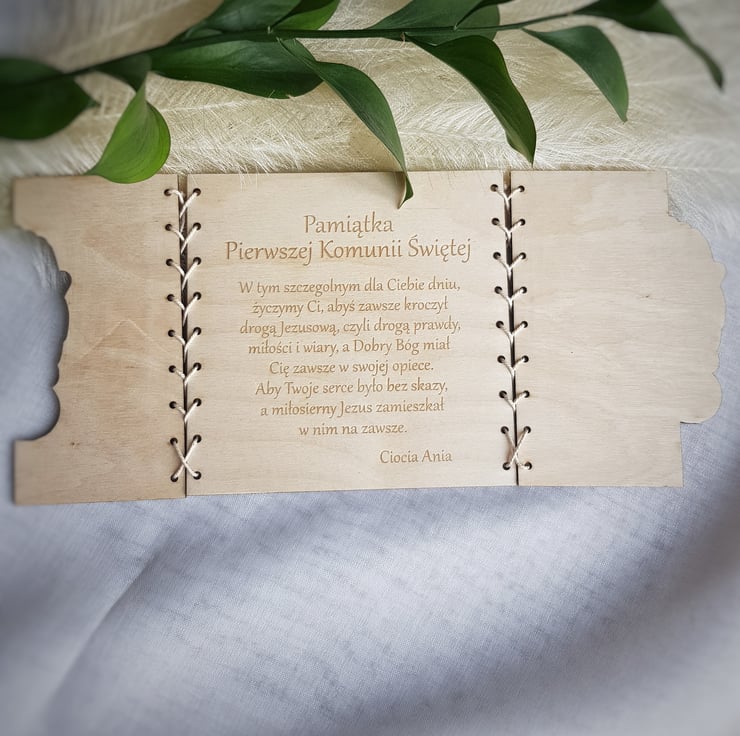 Pamiątka
Pierwszej Komunii Świętej
W tym szczegolnym dla Ciebie dniu,
życzymy Ci, abyś zawsze kroczył
drogą Jezusową, czyli drogą prawdy,
miłości i wiary, a Dobry Bóg miał
Cię zawsze w swojej opiece.
Aby Twoje serce było bez skazy,
a miłosierny Jezus zamieszkał
w nim na zawsze.
Ciocia Ania